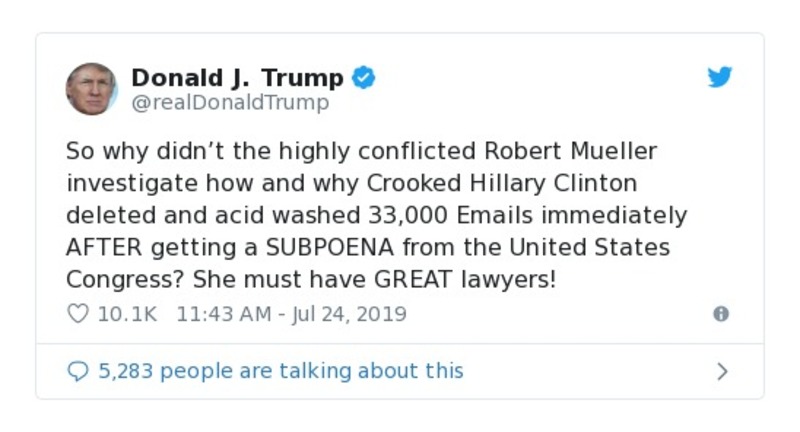 Donald J. Trump
@realDonaldTrump
So why didn’t the highly conflicted Robert Mueller
investigate how and why Crooked Hillary Clinton
deleted and acid washed 33,000 Emails immediately
AFTER getting a SUBPOENA from the United States
Congress? She must have GREAT lawyers!
10.1K 11:43 AM - Jul 24, 2019
5,283 people are talking about this